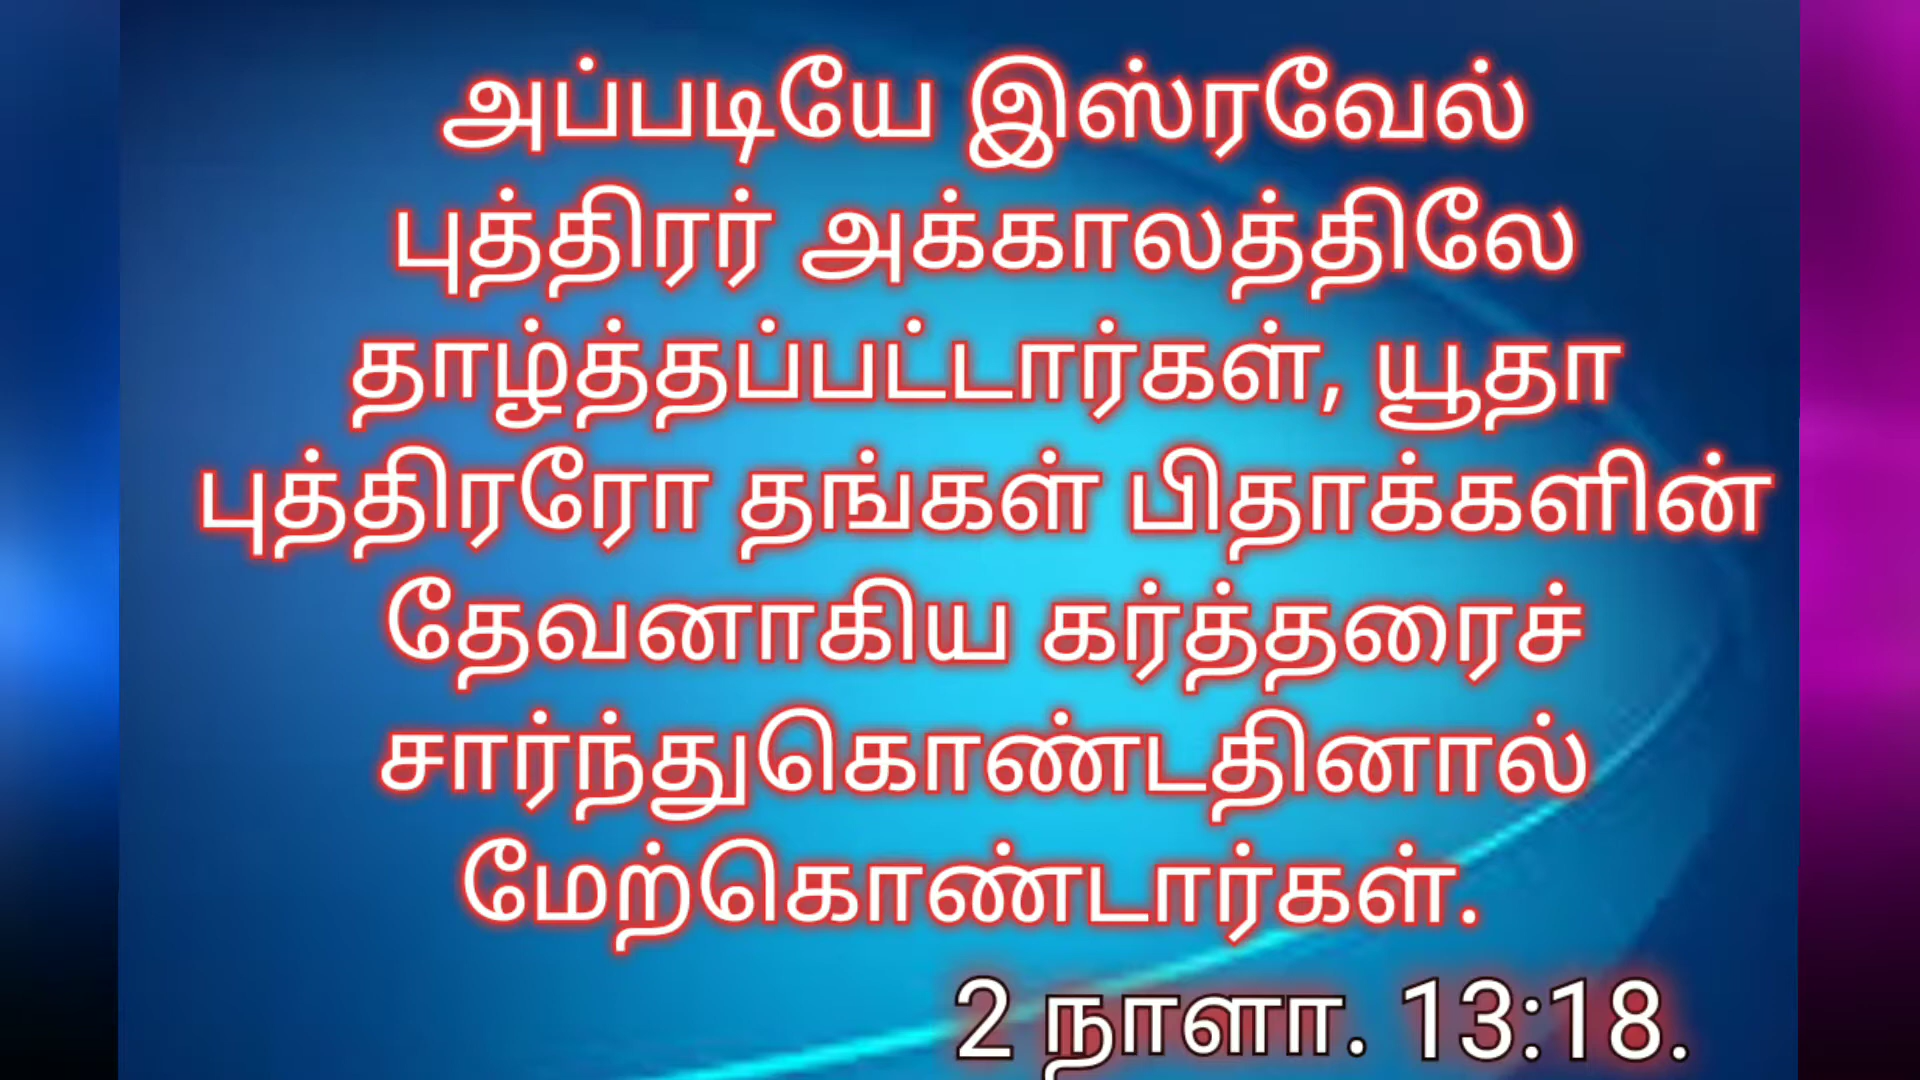 அப்படியே இஸ்ரவேல்
புத்திரர் அக்காலத்திலே
தாழ்த்தப்பட்டார்கள், யூதா
புத்திரரோ தங்கள் பிதாக்களின்
தேவனாகிய கர்த்தரைச்
சார்ந்துகொண்டதினால்
மேற்கொண்டார்கள்.
2 நாளா. 13:18.